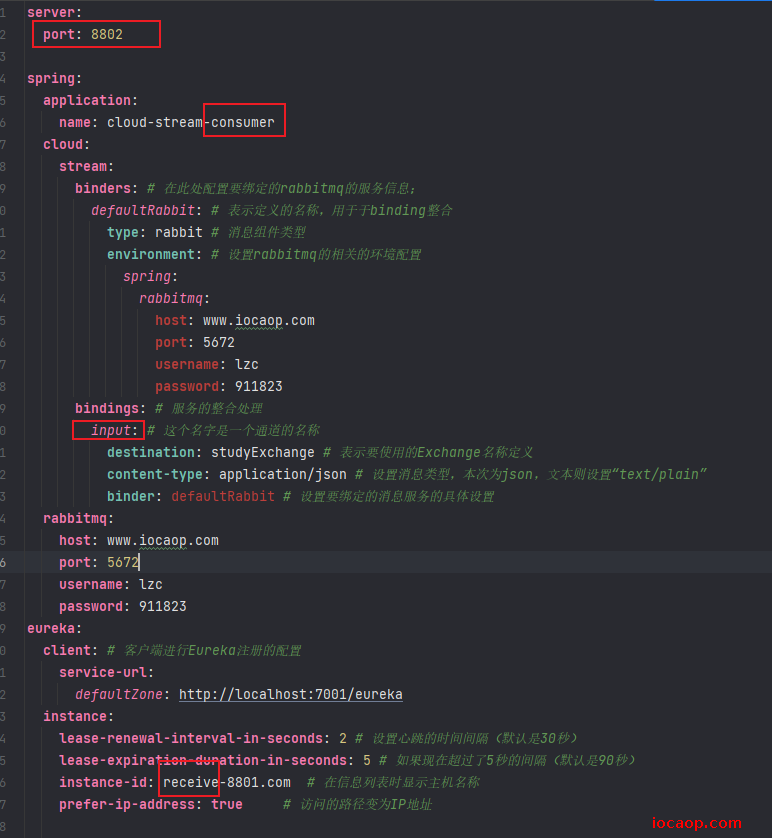 1 server:
2   port: 8802
3
4 spring:
5   application:
6     name: cloud-stream-consumer
7   cloud:
8     stream:
9       binders: # 在此处配置要绑定的rabbitmq的服务信息;
0         defaultRabbit: # 表示定义的名称，用于于binding整合
1           type: rabbit # 消息组件类型
2           environment: # 设置rabbitmq的相关的环境配置
3             spring:
4               rabbitmq:
5                 host: www.iocaop.com
6                 port: 5672
7                 username: lzc
8                 password: 911823
9       bindings: # 服务的整合处理
0         input: # 这个名字是一个通道的名称
1           destination: studyExchange # 表示要使用的Exchange名称定义
2           content-type: application/json # 设置消息类型，本次为json，文本则设置“text/plain”
3           binder: defaultRabbit # 设置要绑定的消息服务的具体设置
4   rabbitmq:
5     host: www.iocaop.com
6     port: 5672
7     username: lzc
8     password: 911823
9 eureka:
0   client: # 客户端进行Eureka注册的配置
1     service-url:
2       defaultZone: http://localhost:7001/eureka
3   instance:
4     lease-renewal-interval-in-seconds: 2 # 设置心跳的时间间隔（默认是30秒）
5     lease-expiration-duration-in-seconds: 5 # 如果现在超过了5秒的间隔（默认是90秒）
6     instance-id: receive-8801.com  # 在信息列表时显示主机名称
7     prefer-ip-address: true     # 访问的路径变为IP地址
8
iocaop.com